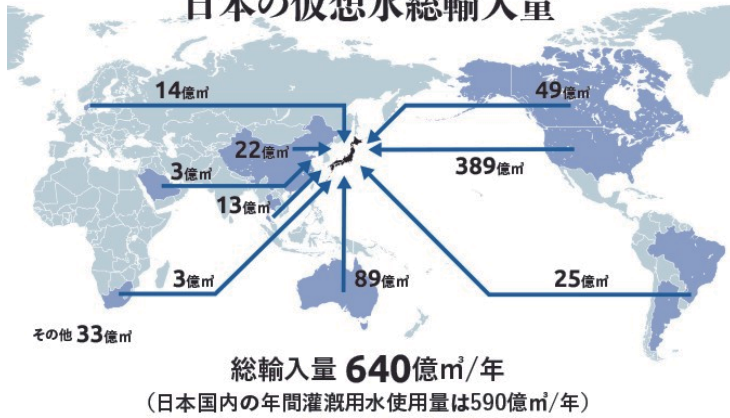 日本の仮想水総輸入量
14億㎥
49億㎥
22億㎥
389億㎥
3億㎥
13億㎥
3億㎥
89億㎥
25億㎥
その他 33億㎥
総輸入量 640億㎥/年
（日本国内の年間灌漑用水使用量は590億㎥/年）